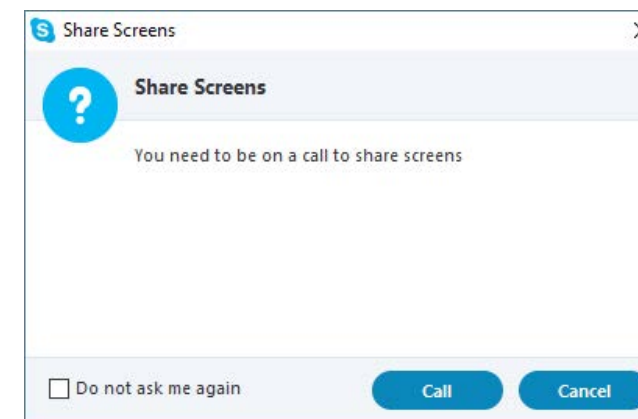 Share Screens
Share Screens
You need to be on a call to share screens
Do not ask me again
Call
Cancel